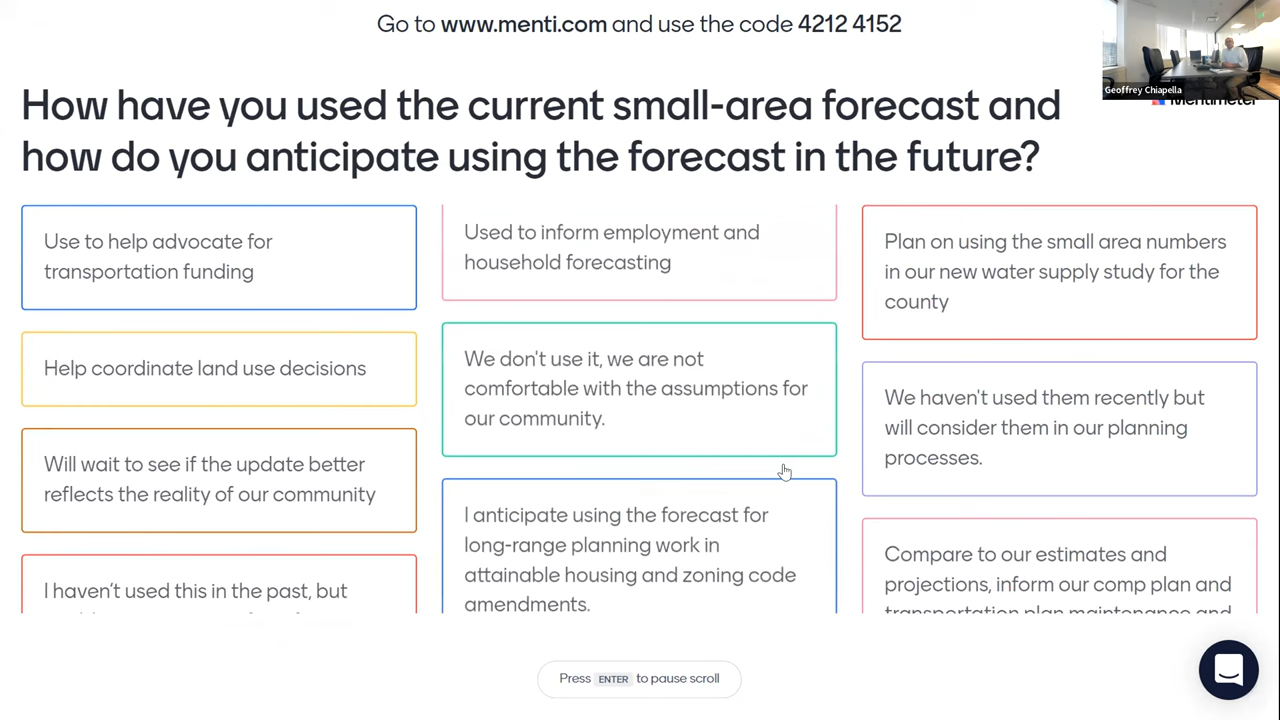 Go to www.menti.com and use the code 4212 4152
Geoffrey Chiapella
Mentimeter
How have you used the current small-area forecast and
how do you anticipate using the forecast in the future?
Use to help advocate for
transportation funding
Help coordinate land use decisions
Will wait to see if the update better
reflects the reality of our community
I haven't used this in the past, but
Used to inform employment and
household forecasting
We don't use it, we are not
comfortable with the assumptions for
our community.
I anticipate using the forecast for
long-range planning work in
attainable housing and zoning code
amendments.
Plan on using the small area numbers
in our new water supply study for the
county
We haven't used them recently but
will consider them in our planning
processes.
Compare to our estimates and
projections, inform our comp plan and
transportation plan maintenance and
Press ENTER to pause scroll